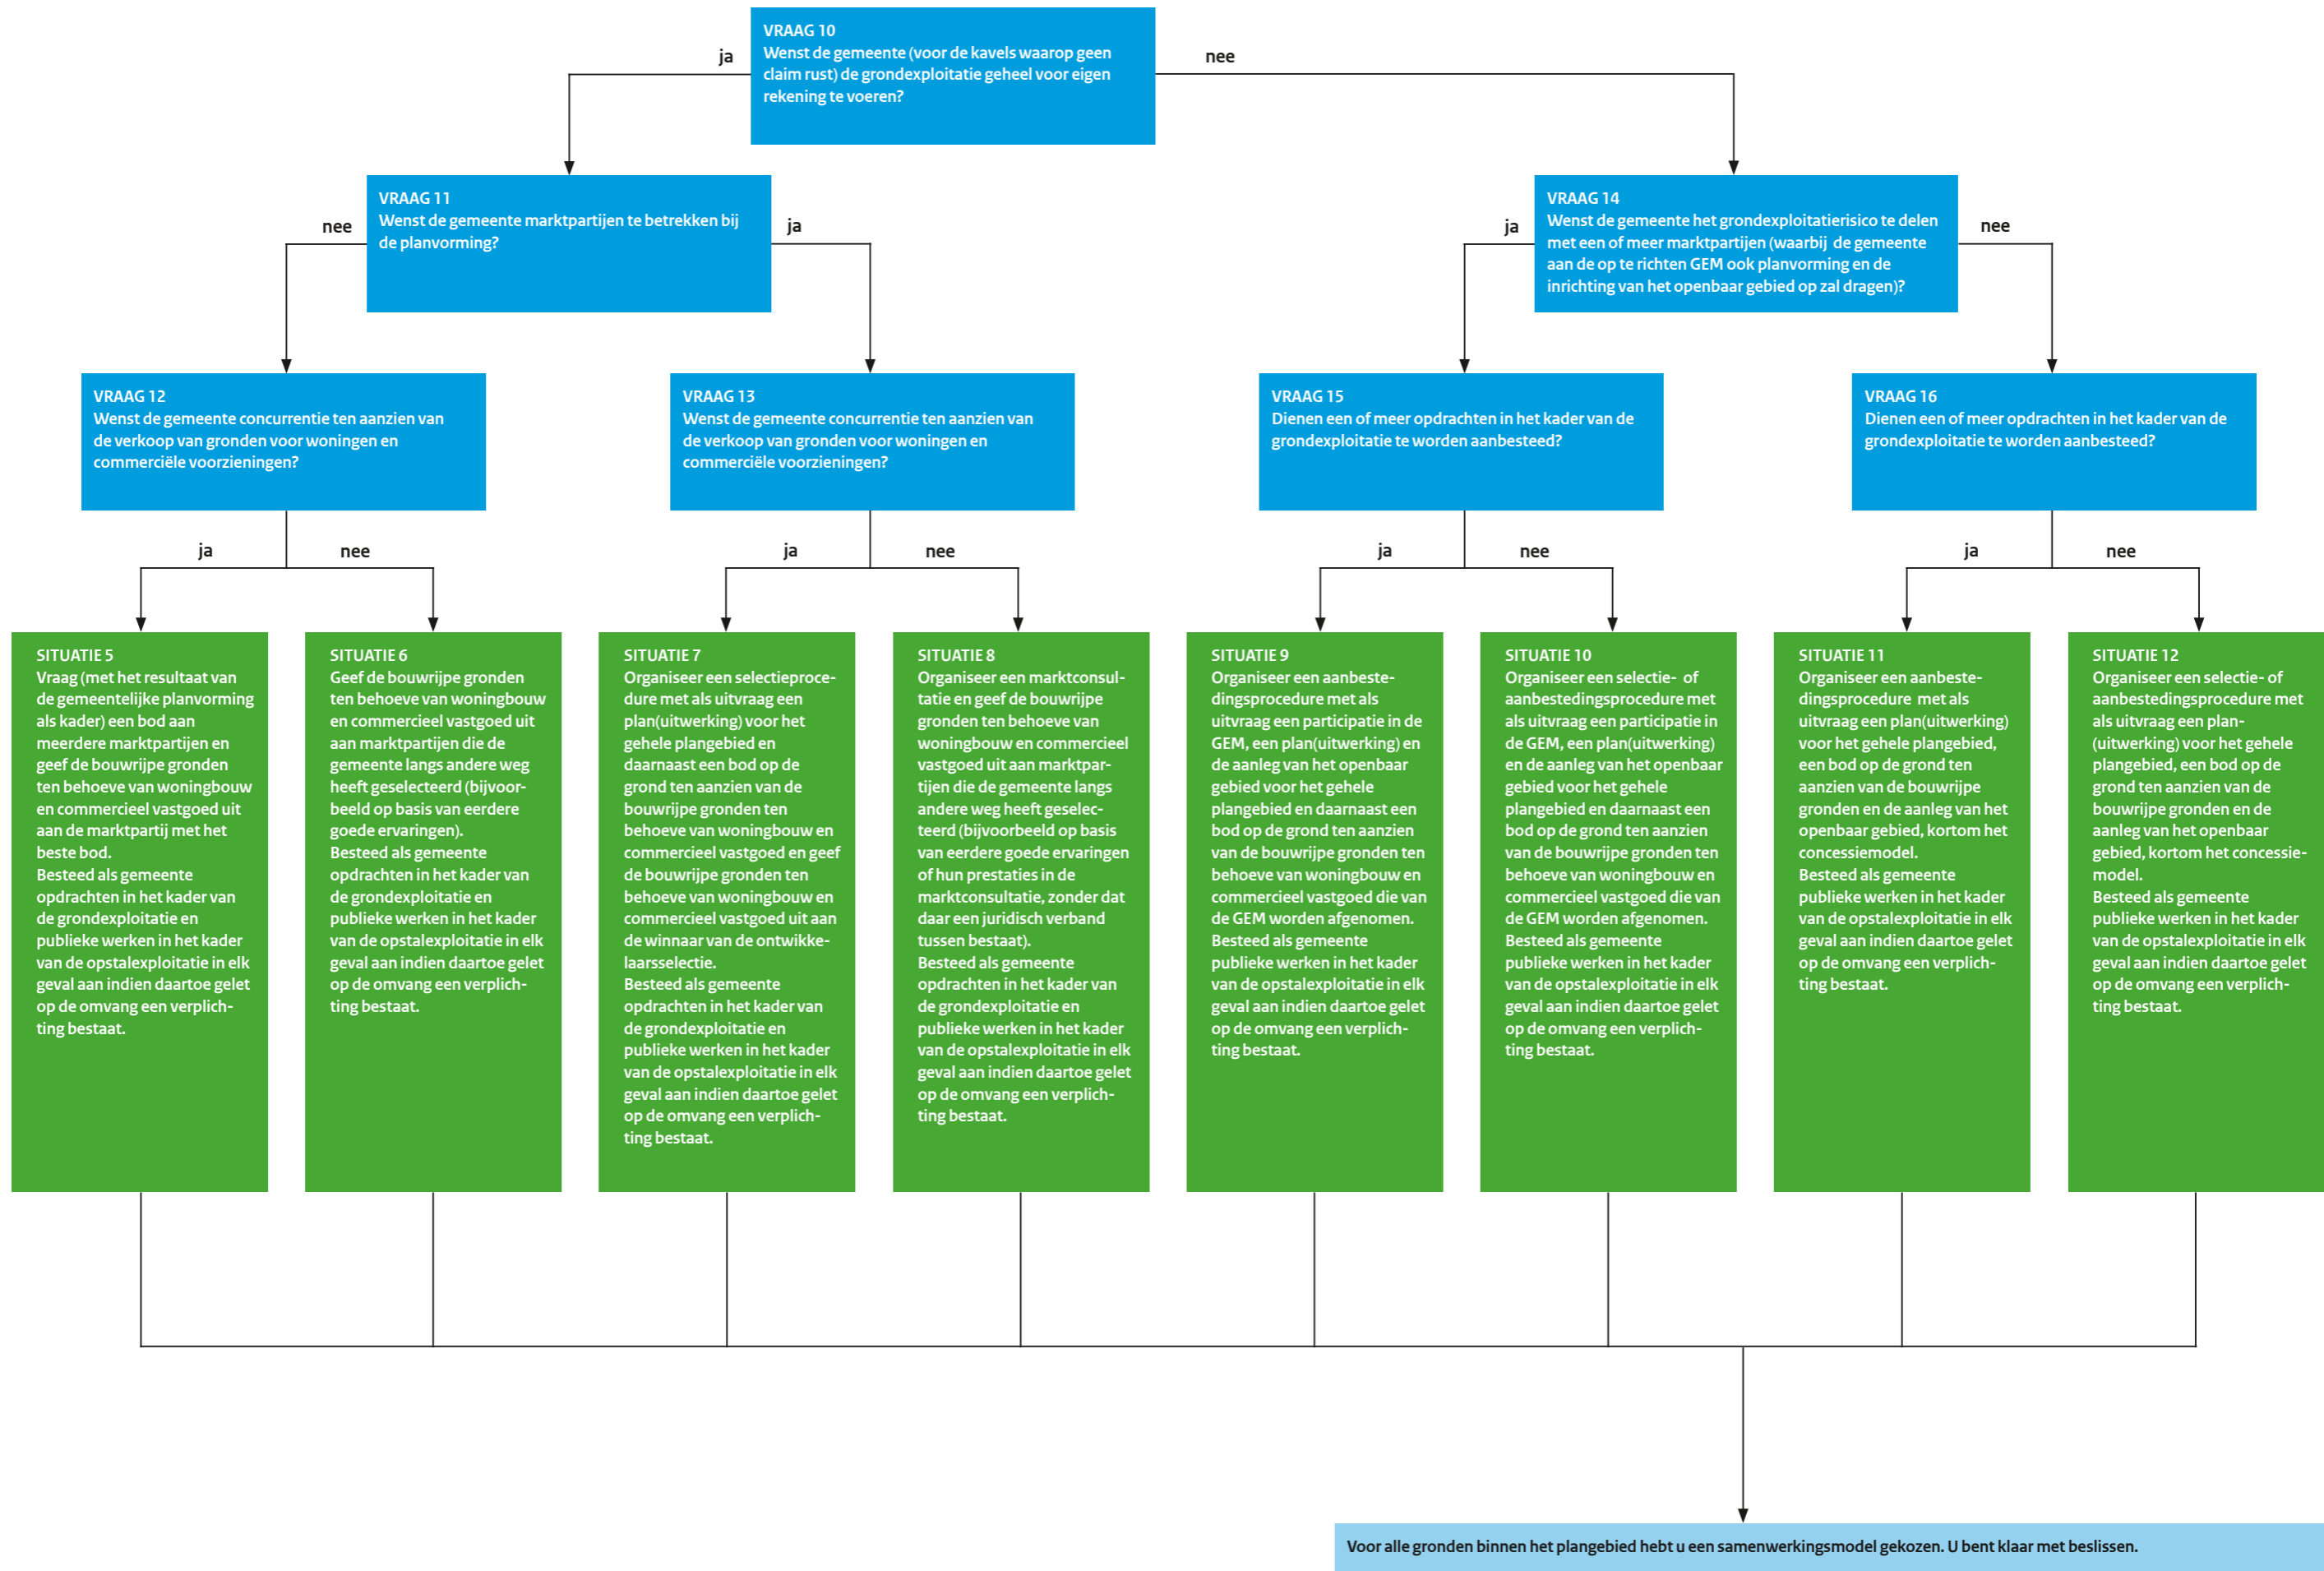 VRAAG 10
Wenst de gemeente (voor de kavels waarop geen
claim rust) de grondexploitatie geheel voor eigen
rekening te voeren?
ja
nee
VRAAG 11
Wenst de gemeente marktpartijen te betrekken bij
de planvorming?
nee
ja
VRAAG 14
Wenst de gemeente het grondexploitatierisico te delen
met een of meer marktpartijen (waarbij de gemeente
aan de op te richten GEM ook planvorming en de
inrichting van het openbaar gebied op zal dragen)?
ja
nee
VRAAG 12
Wenst de gemeente concurrentie ten aanzien van
de verkoop van gronden voor woningen en
commerciële voorzieningen?
VRAAG 13
Wenst de gemeente concurrentie ten aanzien van
de verkoop van gronden voor woningen en
commerciële voorzieningen?
VRAAG 15
Dienen een of meer opdrachten in het kader van de
grondexploitatie te worden aanbesteed?
VRAAG 16
Dienen een of meer opdrachten in het kader van de
grondexploitatie te worden aanbesteed?
ja
nee
ja
nee
ja
nee
ja
nee
SITUATIE 5
Vraag (met het resultaat van
de gemeentelijke planvorming
als kader) een bod aan
meerdere marktpartijen en
geef de bouwrijpe gronden
ten behoeve van woningbouw
en commercieel vastgoed uit
aan de marktpartij met het
beste bod.
Besteed als gemeente
opdrachten in het kader van
de grondexploitatie en
publieke werken in het kader
van de opstalexploitatie in elk
geval aan indien daartoe gelet
op de omvang een verplich-
ting bestaat.
SITUATIE 6
Geef de bouwrijpe gronden
ten behoeve van woningbouw
en commercieel vastgoed uit
aan marktpartijen die de
gemeente langs andere weg
heeft geselecteerd (bijvoor-
beeld op basis van eerdere
goede ervaringen).
Besteed als gemeente
opdrachten in het kader van
de grondexploitatie en
publieke werken in het kader
van de opstalexploitatie in elk
geval aan indien daartoe gelet
op de omvang een verplich-
ting bestaat.
SITUATIE 7
Organiseer een selectieproce-
dure met als uitvraag een
plan(uitwerking) voor het
gehele plangebied en
daarnaast een bod op de
grond ten aanzien van de
bouwrijpe gronden ten
behoeve van woningbouw en
commercieel vastgoed en geef
de bouwrijpe gronden ten
behoeve van woningbouw en
commercieel vastgoed uit aan
de winnaar van de ontwikke-
laarsselectie.
Besteed als gemeente
opdrachten in het kader van
de grondexploitatie en
publieke werken in het kader
van de opstalexploitatie in elk
geval aan indien daartoe gelet
op de omvang een verplich-
ting bestaat.
SITUATIE 8
Organiseer een marktconsul-
tatie en geef de bouwrijpe
gronden ten behoeve van
woningbouw en commercieel
vastgoed uit aan marktpar-
tijen die de gemeente langs
andere weg heeft geselec-
teerd (bijvoorbeeld op basis
van eerdere goede ervaringen
of hun prestaties in de
marktconsultatie, zonder dat
daar een juridisch verband
tussen bestaat).
Besteed als gemeente
opdrachten in het kader van
de grondexploitatie en
publieke werken in het kader
van de opstalexploitatie in elk
geval aan indien daartoe gelet
op de omvang een verplich-
ting bestaat.
SITUATIE 9
Organiseer een aanbeste-
dingsprocedure met als
uitvraag een participatie in de
GEM, een plan(uitwerking) en
de aanleg van het openbaar
gebied voor het gehele
plangebied en daarnaast een
bod op de grond ten aanzien
van de bouwrijpe gronden ten
behoeve van woningbouw en
commercieel vastgoed die van
de GEM worden afgenomen.
Besteed als gemeente
publieke werken in het kader
van de opstalexploitatie in elk
geval aan indien daartoe gelet
op de omvang een verplich-
ting bestaat.
SITUATIE 10
Organiseer een selectie- of
aanbestedingsprocedure met
als uitvraag een participatie in
de GEM, een plan(uitwerking)
en de aanleg van het openbaar
gebied voor het gehele
plangebied en daarnaast een
bod op de grond ten aanzien
van de bouwrijpe gronden ten
behoeve van woningbouw en
commercieel vastgoed die van
de GEM worden afgenomen.
Besteed als gemeente
publieke werken in het kader
van de opstalexploitatie in elk
geval aan indien daartoe gelet
op de omvang een verplich-
ting bestaat.
SITUATIE 11
Organiseer een aanbeste-
dingsprocedure met als
uitvraag een plan(uitwerking)
voor het gehele plangebied,
een bod op de grond ten
aanzien van de bouwrijpe
gronden en de aanleg van het
openbaar gebied, kortom het
concessiemodel.
Besteed als gemeente
publieke werken in het kader
van de opstalexploitatie in elk
geval aan indien daartoe gelet
op de omvang een verplich-
ting bestaat.
SITUATIE 12
Organiseer een selectie- of
aanbestedingsprocedure met
als uitvraag een plan-
(uitwerking) voor het gehele
plangebied, een bod op de
grond ten aanzien van de
bouwrijpe gronden en de
aanleg van het openbaar
gebied, kortom het concessie-
model.
Besteed als gemeente
publieke werken in het kader
van de opstalexploitatie in elk
geval aan indien daartoe gelet
op de omvang een verplich-
ting bestaat.
Voor alle gronden binnen het plangebied hebt u een samenwerkingsmodel gekozen. U bent klaar met beslissen.